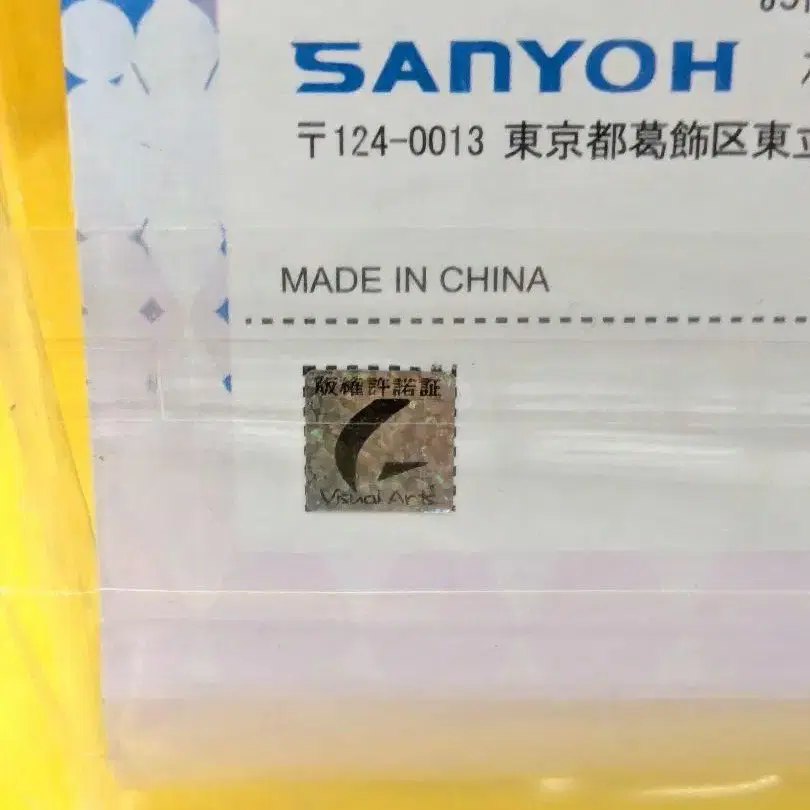 SANYOH
〒124-0013 東京都葛飾区東立
MADE IN CHINA
版権許諾証
Visual Arts